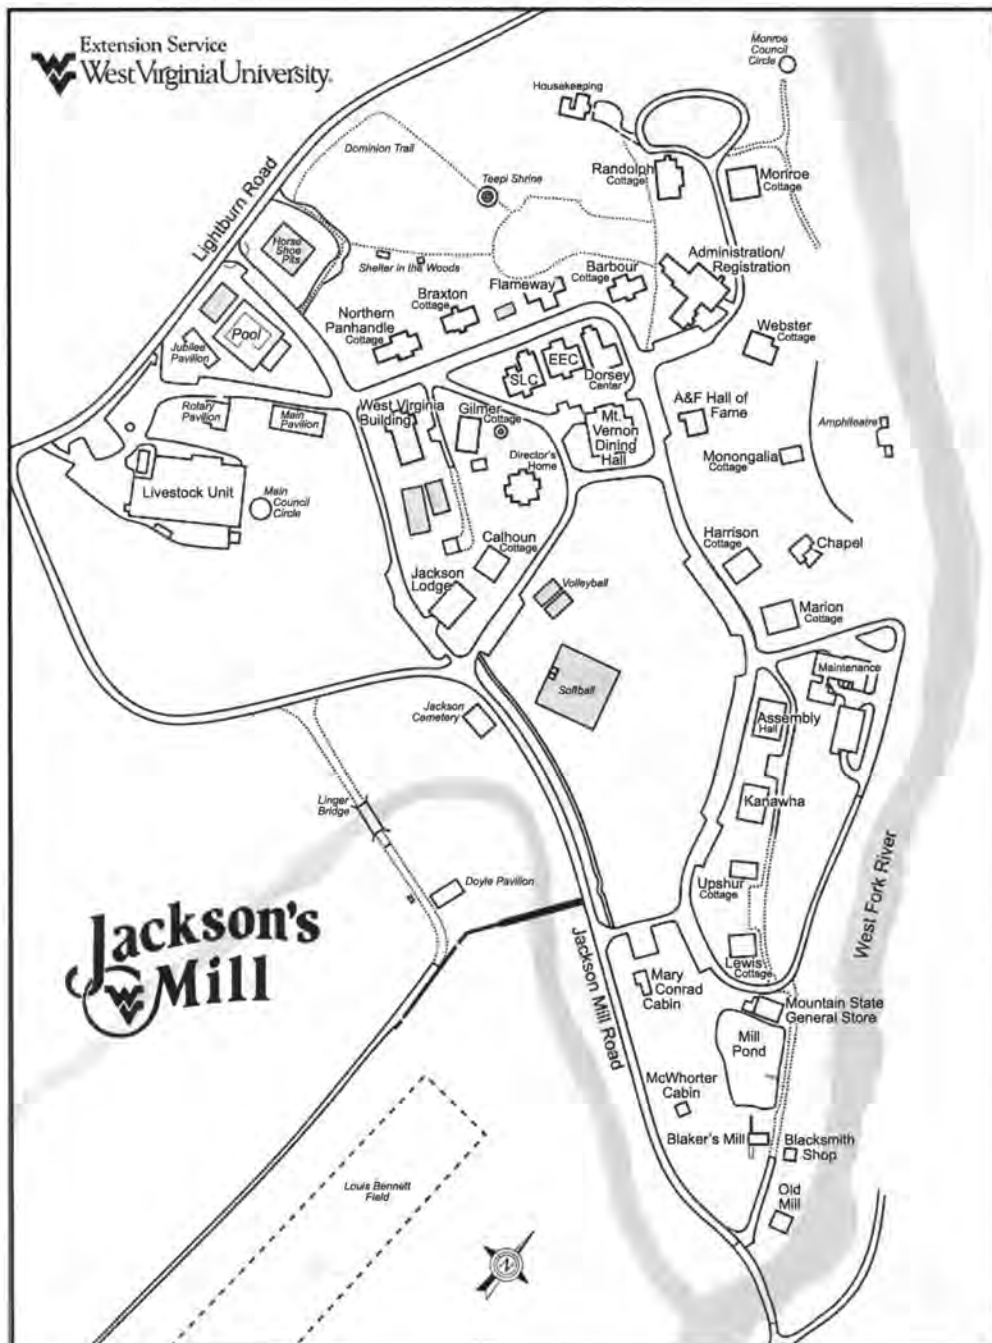 Extension Service
West Virginia University.
Monroe
Council
Circle
Housekeeping
Dominion Trail
Teepi Shrine
Randolph
Cottage
Monroe
Cottage
Lightburn Road
Horse
Shoe
Pits
Shelter in the Woods
Administration/
Registration
Barbour
Cottage
Flameway
Braxton
Cottage
Northern
Panhandle
Cottage
Pool
Jubilee
Pavilion
Webster
Cottage
EEC
SLC
Dorsey
Center
A&F Hall of
Fame
Rotary
Pavilion
Main
Pavilion
West Virginia
Building
Gilmer
Cottage
Mt.
Vernon
Dining
Hall
Amphiteatre
Director's
Home
Monongalia
Cottage
Livestock Unit
Main
Council
Circle
Calhoun
Cottage
Harrison
Cottage
Chapel
Jackson
Lodge
Volleyball
Marion
Cottage
Maintenance
Softball
Jackson
Cemetery
Assembly
Hall
Linger
Bridge
Kanawha
Doyle Pavilion
Upshur
Cottage
West Fork River
Jackson's
Mill
Jackson Mill Road
Lewis
Cottage
Mary
Conrad
Cabin
Mountain State
General Store
Mill
Pond
McWhorter
Cabin
Blaker's Mill
Blacksmith
Shop
Louis Bennett
Field
Old
Mill
N